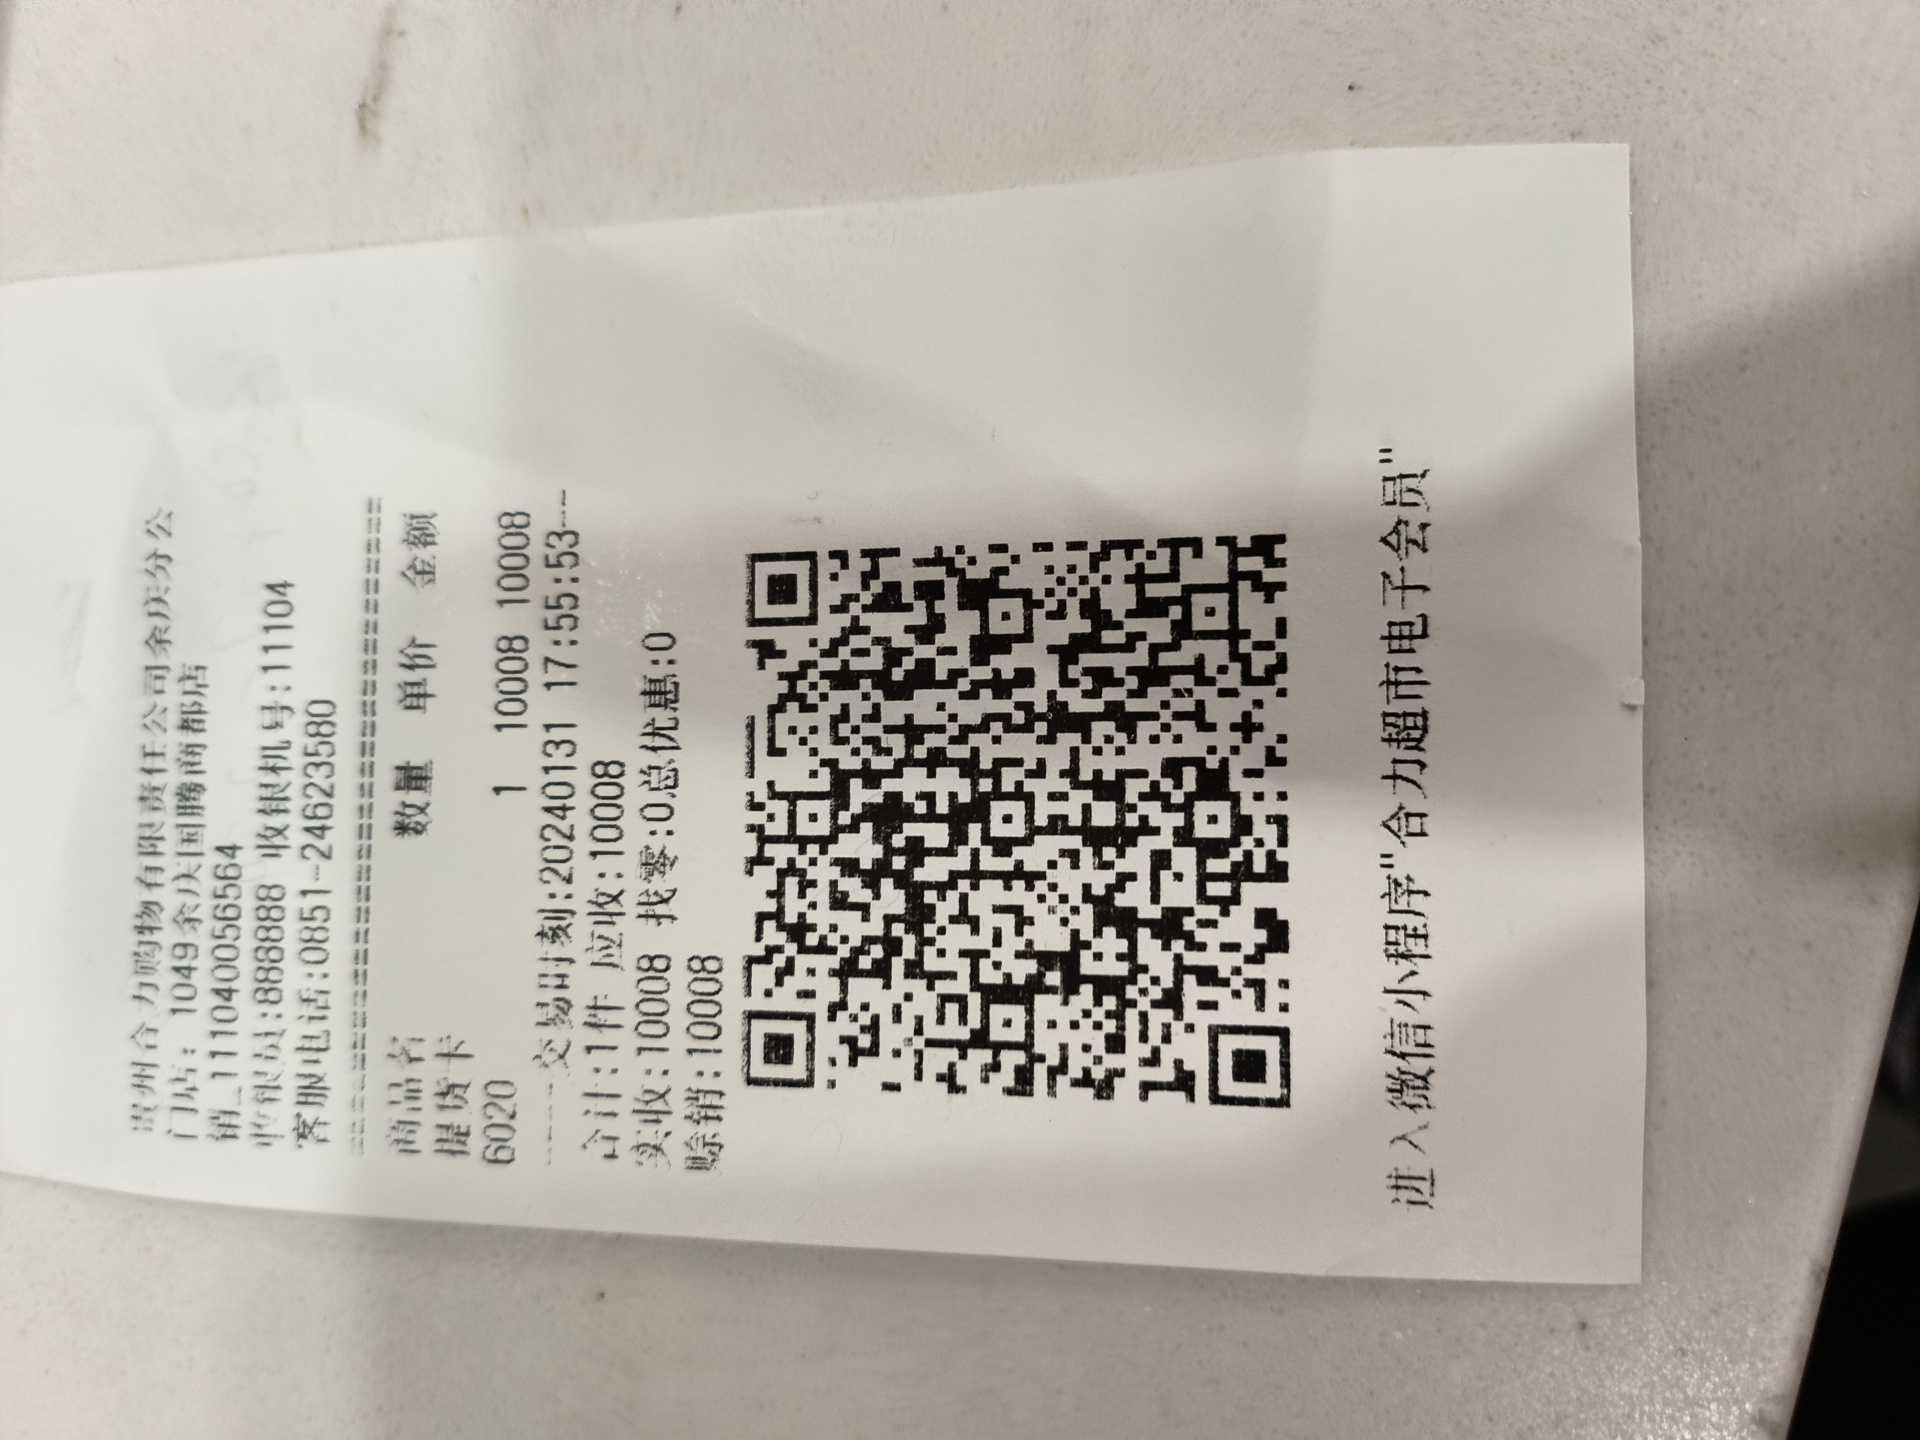 贵州合力购物有限责任公司余庆分公
门店: 1049余庆国腾商都店
销_111040056564
收银员:888888 收银机号:11104
客服电话:0851-24623580
================================
商品名 数量 单价 金额
提货卡
6020 1 10008 10008
----交易时刻:20240131 17:55:53---
合计:1件 应收:10008
实收:10008 找零:0总优惠:0
赊销:10008
进入微信小程序"合力超市电子会员"